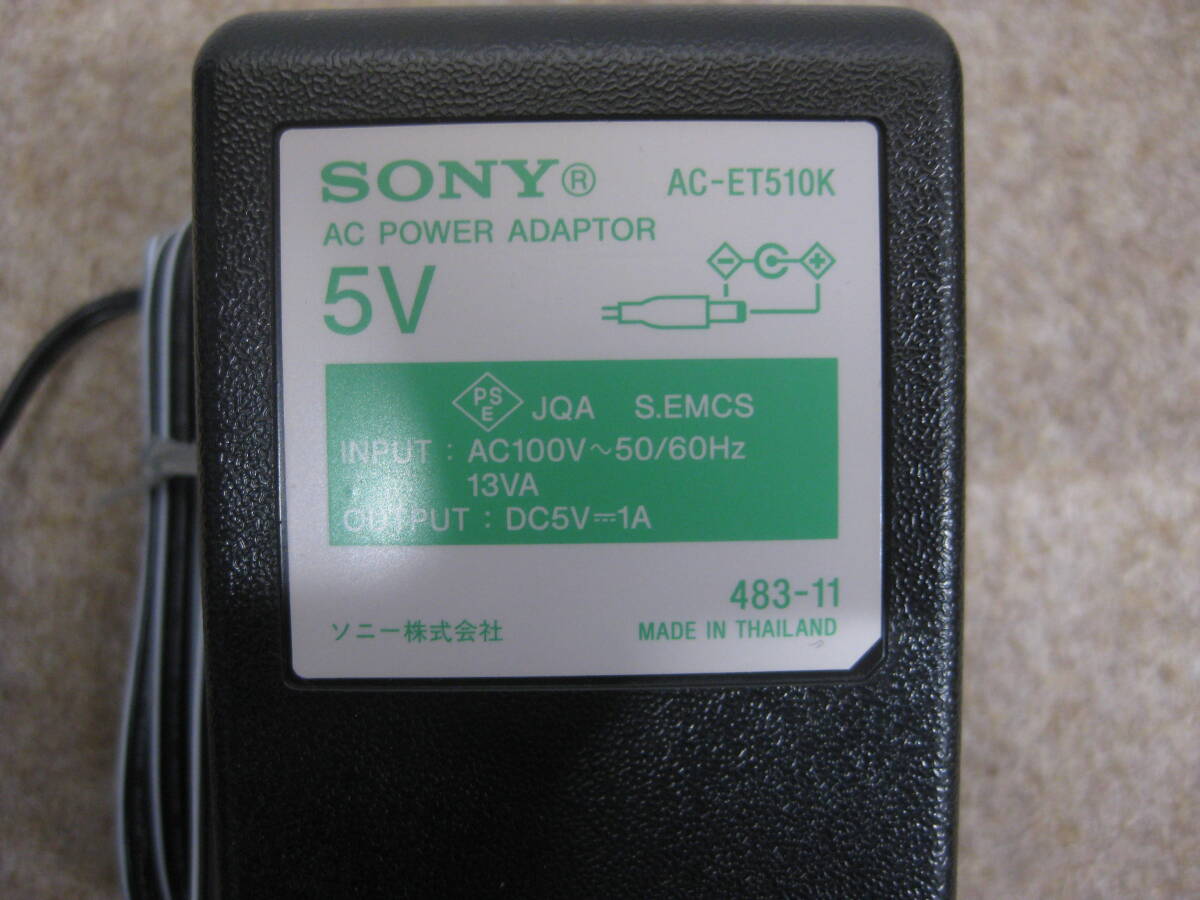 SONY® AC-ET510K
AC POWER ADAPTOR
5V
PSE JQA S.EMCS
INPUT : AC100V~50/60Hz
13VA
OUTPUT : DC5V⎓1A
483-11
ソニー株式会社 MADE IN THAILAND